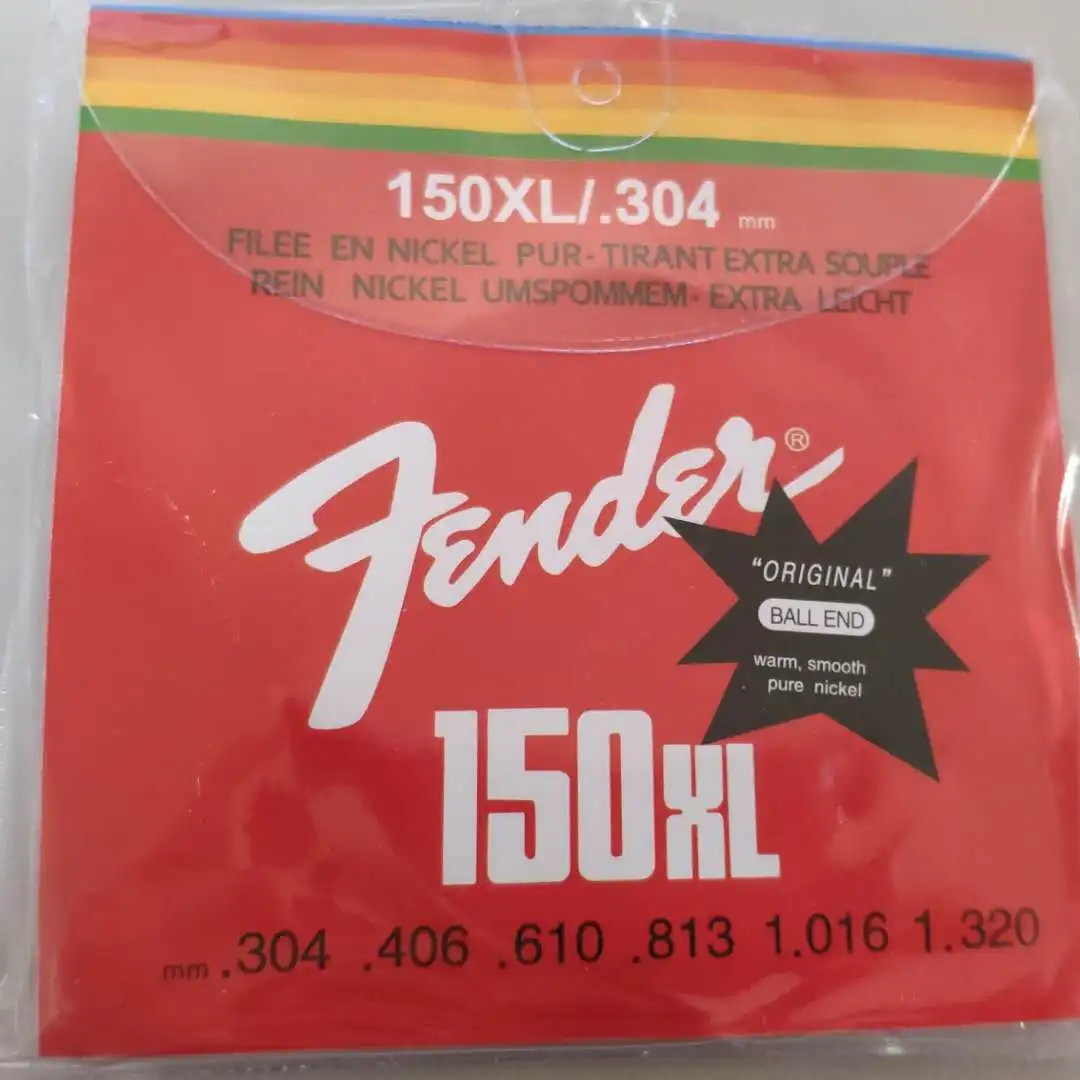 150XL/.304 mm
FILEE EN NICKEL PUR-TIRANT EXTRA SOUPLE
REIN NICKEL UMSPOMMEM-EXTRA LEICHT
Fender®
"ORIGINAL"
BALL END
warm, smooth
pure nickel
150XL
mm .304 .406 .610 .813 1.016 1.320